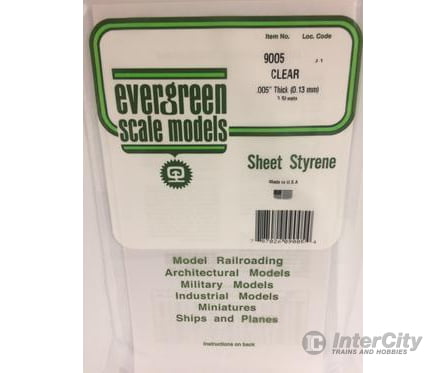 Item No. Loc. Code
9005 J-1
CLEAR
.005" Thick (0.13 mm)
evergreen
scale models
Sheet Styrene
Made in U.S.A
Model Railroading
Architectural Models
Military Models
Industrial Models
Miniatures
Ships and Planes
Instructions on back
InterCity
TRAINS AND HOBBIES